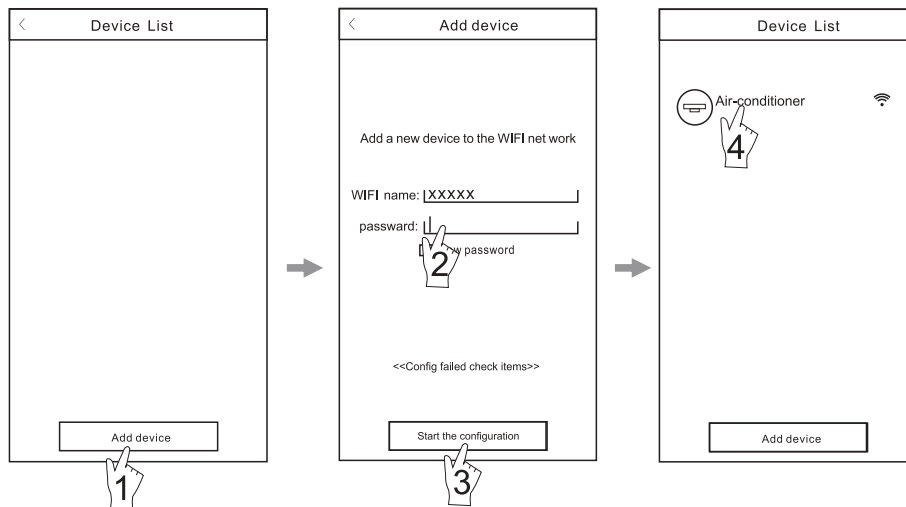 Device List
Add device
1
Add device
Add a new device to the WIFI net work
WIFI name: XXXXX
passward:
password
2
<<Config failed check items>>
Start the configuration
3
Device List
Air-conditioner
4
Add device